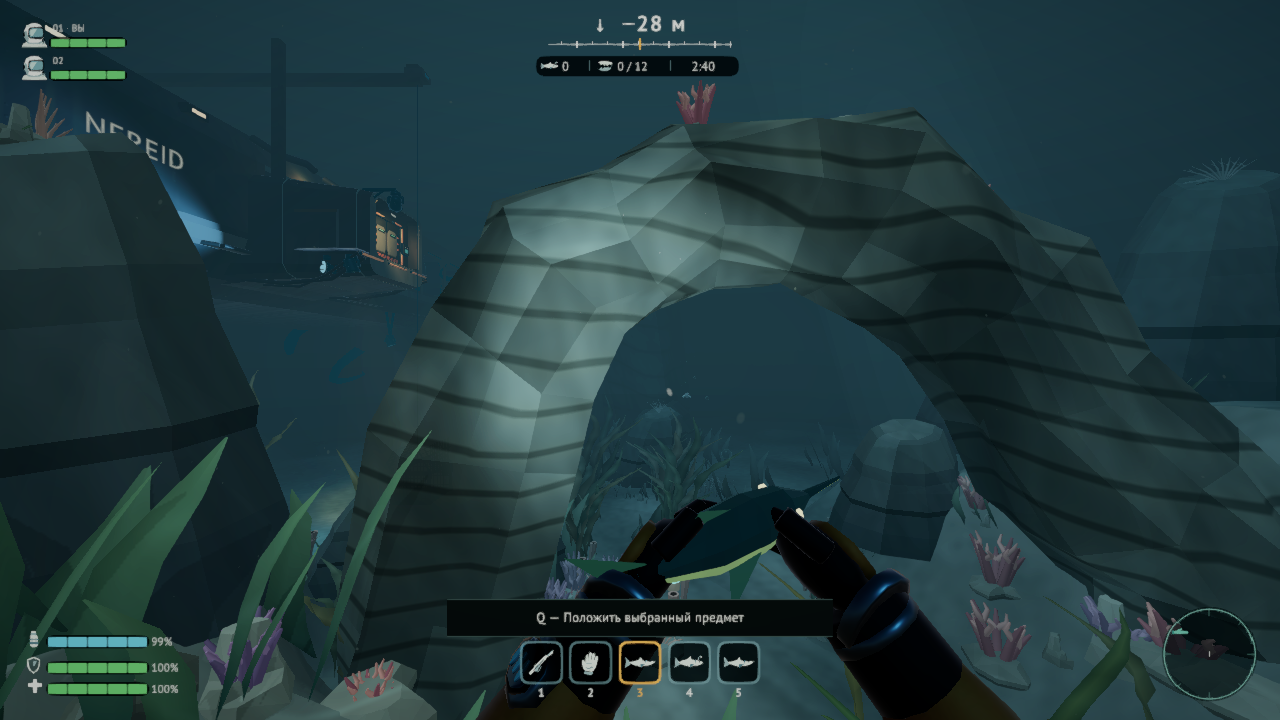 01 · ВЫ
02
↓ −28 м
0 | 0/12 | 2:40
NEREID
Q — Положить выбранный предмет
1 2 3 4 5
99%
100%
100%